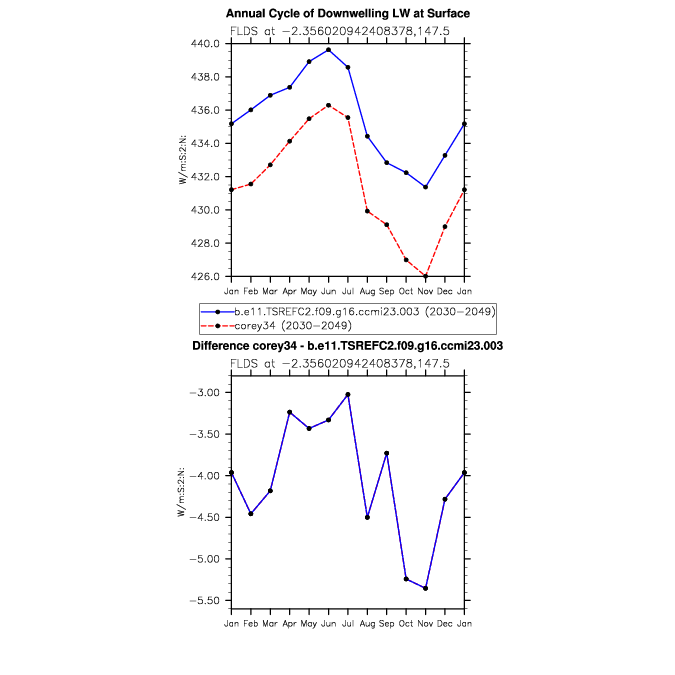 Annual Cycle of Downwelling LW at Surface
FLDS at −2.356020942408378,147.5
440.0
438.0
436.0
434.0
432.0
430.0
428.0
426.0
W/m:S:2:N:
Jan Feb Mar Apr May Jun Jul Aug Sep Oct Nov Dec Jan
b.e11.TSREFC2.f09.g16.ccmi23.003 (2030−2049)
corey34 (2030−2049)
Difference corey34 - b.e11.TSREFC2.f09.g16.ccmi23.003
FLDS at −2.356020942408378,147.5
−3.00
−3.50
−4.00
−4.50
−5.00
−5.50
W/m:S:2:N:
Jan Feb Mar Apr May Jun Jul Aug Sep Oct Nov Dec Jan